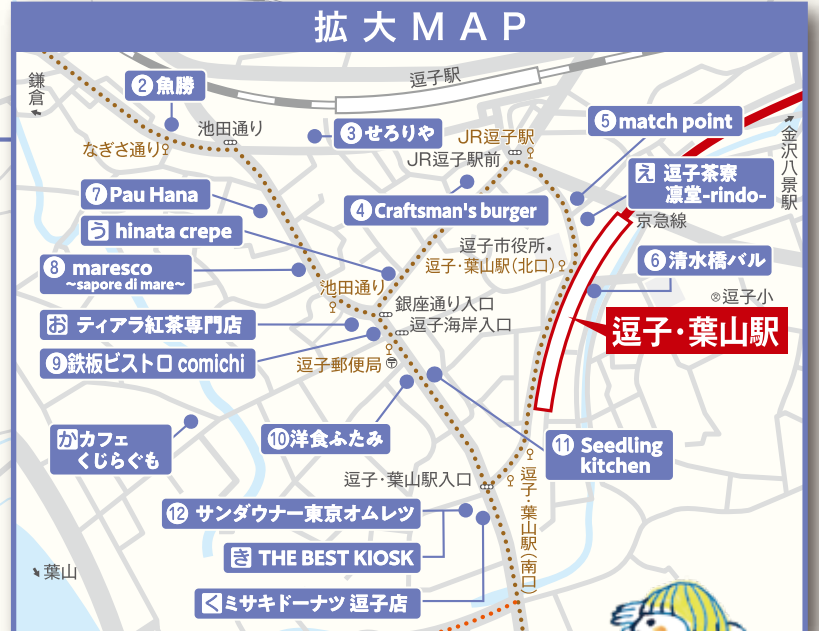 拡大MAP
鎌倉
②魚勝
逗子駅
池田通り
なぎさ通り
③せろりや
JR逗子駅
JR逗子駅前
⑤match point
金沢八景駅
え 逗子茶寮
凛堂-rindo-
⑦Pau Hana
④Craftsman's burger
京急線
う hinata crepe
逗子市役所
逗子・葉山駅(北口)
⑥清水橋バル
⑧ maresco
~sapore di mare~
池田通り
逗子小
銀座通り入口
お ティアラ紅茶専門店
逗子海岸入口
逗子・葉山駅
⑨鉄板ビストロ comichi
逗子郵便局
か カフェ
くじらぐも
⑩洋食ふたみ
⑪ Seedling
kitchen
逗子・葉山駅入口
逗子・葉山駅(南口)
⑫ サンダウナー東京オムレツ
き THE BEST KIOSK
葉山
く ミサキドーナツ 逗子店